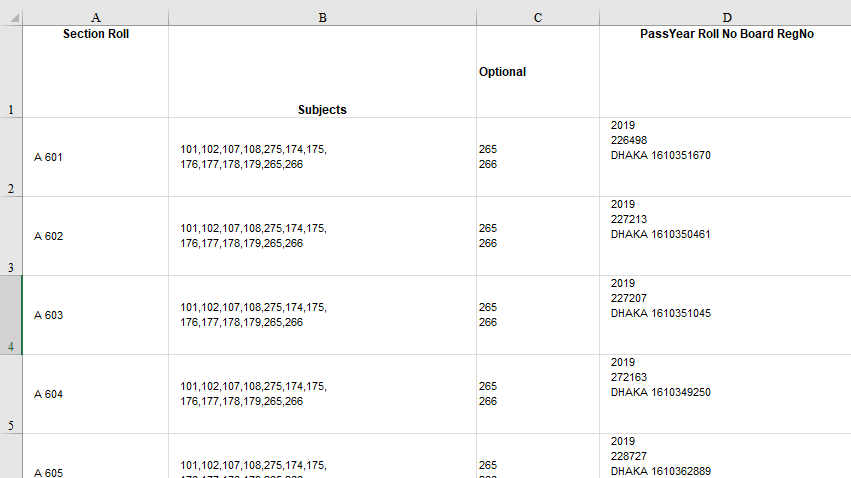 A B C D
Section Roll
PassYear Roll No Board RegNo
Optional
1
Subjects
A 601
101,102,107,108,275,174,175,
176,177,178,179,265,266
265
266
2019
226498
DHAKA 1610351670
2
A 602
101,102,107,108,275,174,175,
176,177,178,179,265,266
265
266
2019
227213
DHAKA 1610350461
3
A 603
101,102,107,108,275,174,175,
176,177,178,179,265,266
265
266
2019
227207
DHAKA 1610351045
4
A 604
101,102,107,108,275,174,175,
176,177,178,179,265,266
265
266
2019
272163
DHAKA 1610349250
5
A 605
101,102,107,108,275,174,175,
265
2019
228727
DHAKA 1610362889